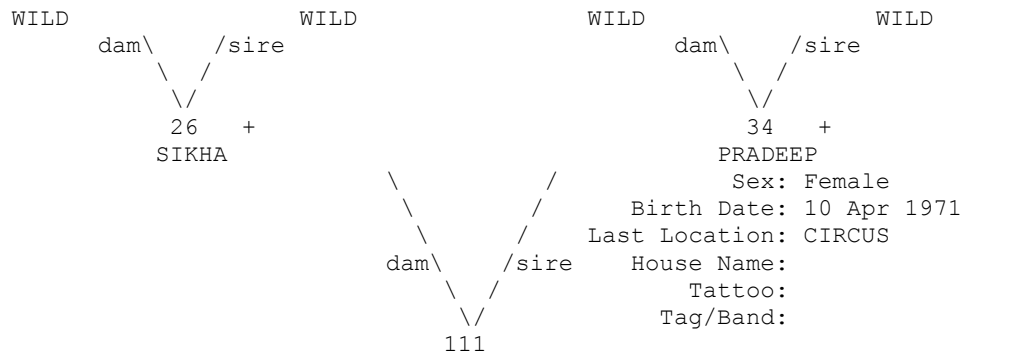 WILD WILD WILD WILD
dam\ /sire dam\ /sire
\ / \ /
\/ \/
26 + 34 +
SIKHA PRADEEP
\ / Sex: Female
\ / Birth Date: 10 Apr 1971
\ / Last Location: CIRCUS
dam\ /sire House Name:
\ / Tattoo:
\/ Tag/Band:
111